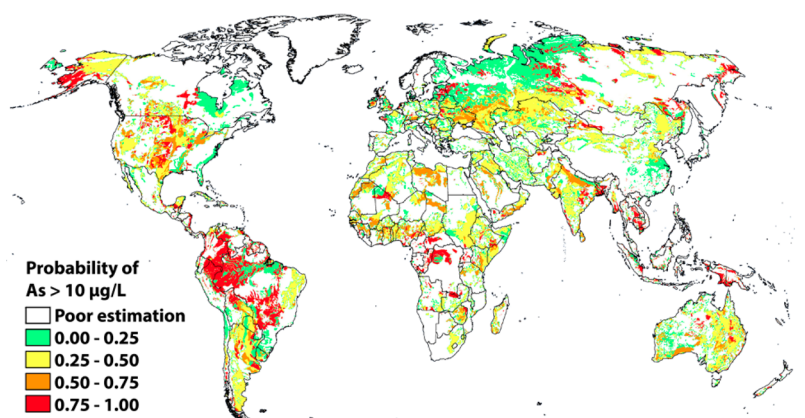 Probability of
As > 10 µg/L
Poor estimation
0.00 - 0.25
0.25 - 0.50
0.50 - 0.75
0.75 - 1.00